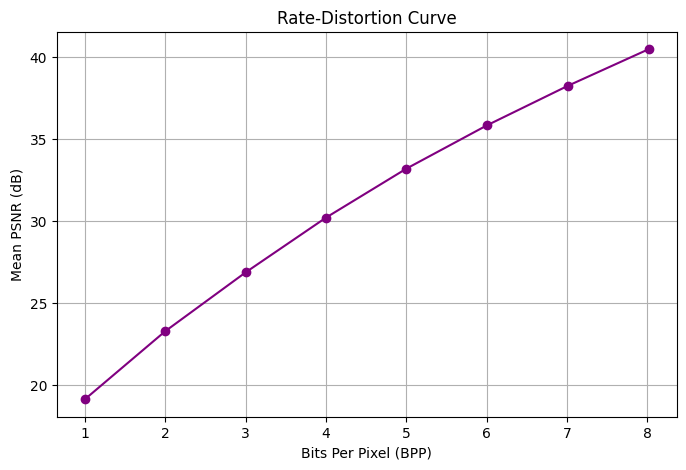 Rate-Distortion Curve
Mean PSNR (dB)
40
35
30
25
20
1 2 3 4 5 6 7 8
Bits Per Pixel (BPP)